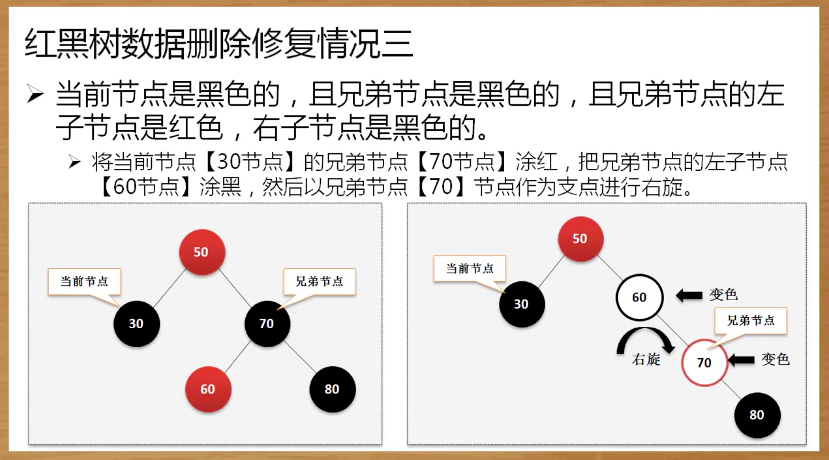 红黑树数据删除修复情况三
当前节点是黑色的，且兄弟节点是黑色的，且兄弟节点的左
子节点是红色，右子节点是黑色的。
将当前节点【30节点】的兄弟节点【70节点】涂红，把兄弟节点的左子节点
【60节点】涂黑，然后以兄弟节点【70】节点作为支点进行右旋。
50
当前节点
兄弟节点
30
70
60
80
50
当前节点
30
60
变色
兄弟节点
右旋
70
变色
80